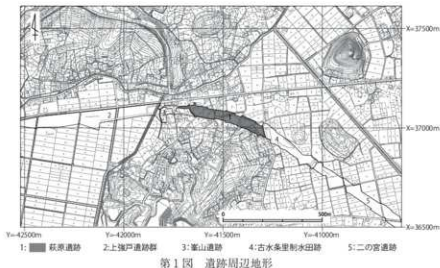 X=37500m
X=37000m
X=36500m
500m
Y=-42500m Y=-42000m Y=-41500m Y=-41000m
1: 萩原遺跡 2:上強戸遺跡群 3:峯山遺跡 4:古水条里制水田跡 5:二の宮遺跡
第1図 遺跡周辺地形